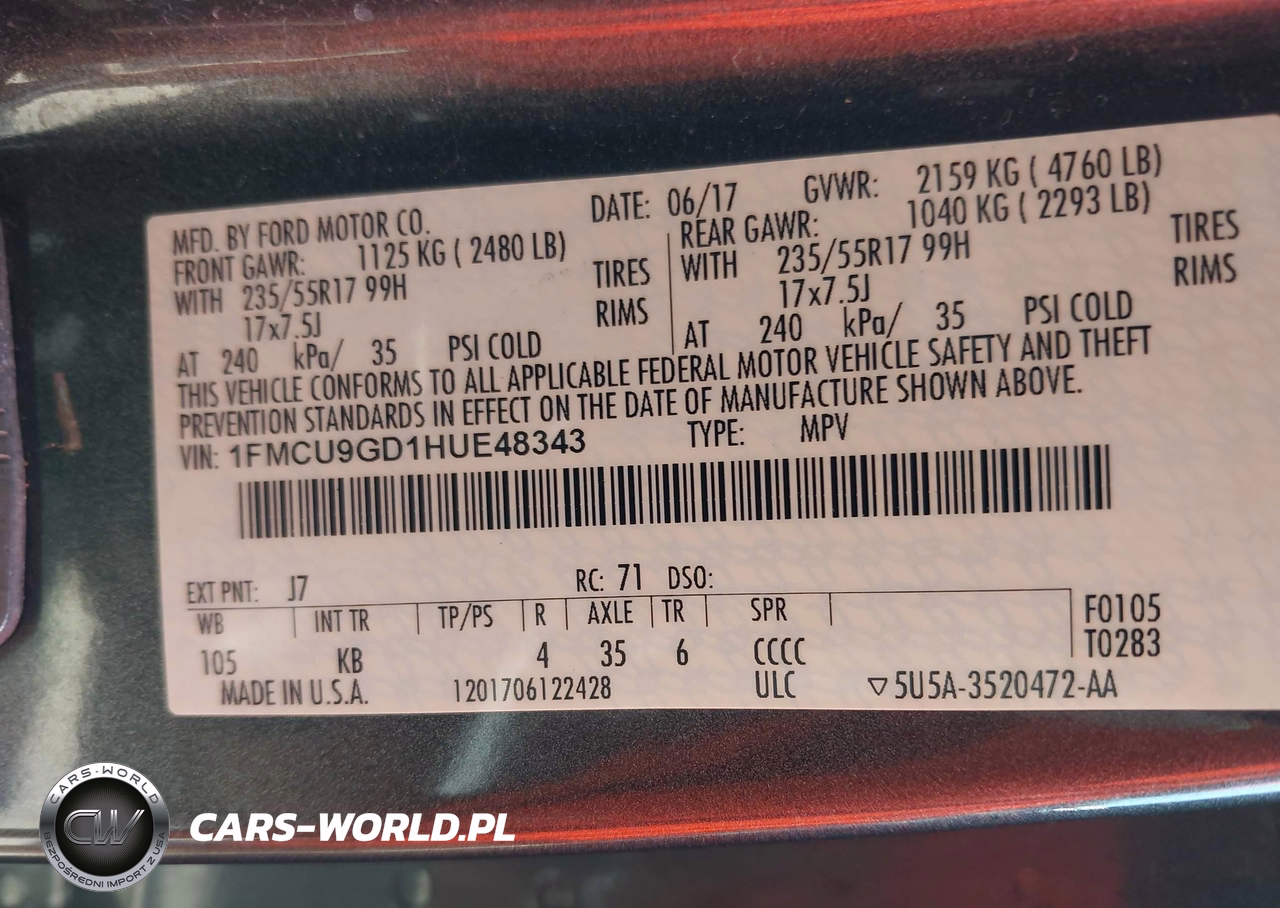 MFD. BY FORD MOTOR CO. DATE: 06/17 GVWR: 2159 KG ( 4760 LB)
FRONT GAWR: 1125 KG ( 2480 LB) REAR GAWR: 1040 KG ( 2293 LB)
WITH 235/55R17 99H TIRES WITH 235/55R17 99H TIRES
17x7.5J RIMS 17x7.5J RIMS
AT 240 kPa/ 35 PSI COLD AT 240 kPa/ 35 PSI COLD
THIS VEHICLE CONFORMS TO ALL APPLICABLE FEDERAL MOTOR VEHICLE SAFETY AND THEFT
PREVENTION STANDARDS IN EFFECT ON THE DATE OF MANUFACTURE SHOWN ABOVE.
VIN: 1FMCU9GD1HUE48343 TYPE: MPV
EXT PNT: J7 RC: 71 DSO:
WB INT TR TP/PS R AXLE TR SPR F0105
105 KB 4 35 6 CCCC T0283
MADE IN U.S.A. 1201706122428 ULC ▽5U5A-3520472-AA
CARS-WORLD
CW
BEZPOŚREDNI IMPORT Z USA
CARS-WORLD.PL